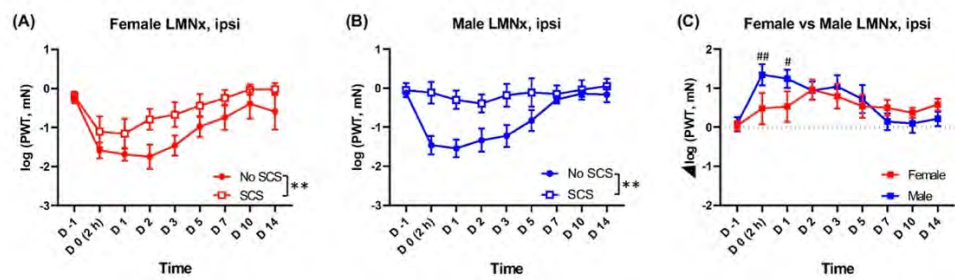 (A) Female LMNx, ipsi
log (PWT, mN)
1
0
-1
-2
-3
No SCS
SCS
**
D -1
D 0 (2 h)
D 1
D 2
D 3
D 5
D 7
D 10
D 14
Time
(B) Male LMNx, ipsi
log (PWT, mN)
1
0
-1
-2
-3
No SCS
SCS
**
D -1
D 0 (2 h)
D 1
D 2
D 3
D 5
D 7
D 10
D 14
Time
(C) Female vs Male LMNx, ipsi
◢log (PWT, mN)
2
1
0
1
2
##
#
Female
Male
D -1
D 0 (2 h)
D 1
D 2
D 3
D 5
D 7
D 10
D 14
Time